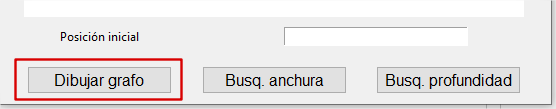 Posición inicial
Dibujar grafo Busq. anchura Busq. profundidad